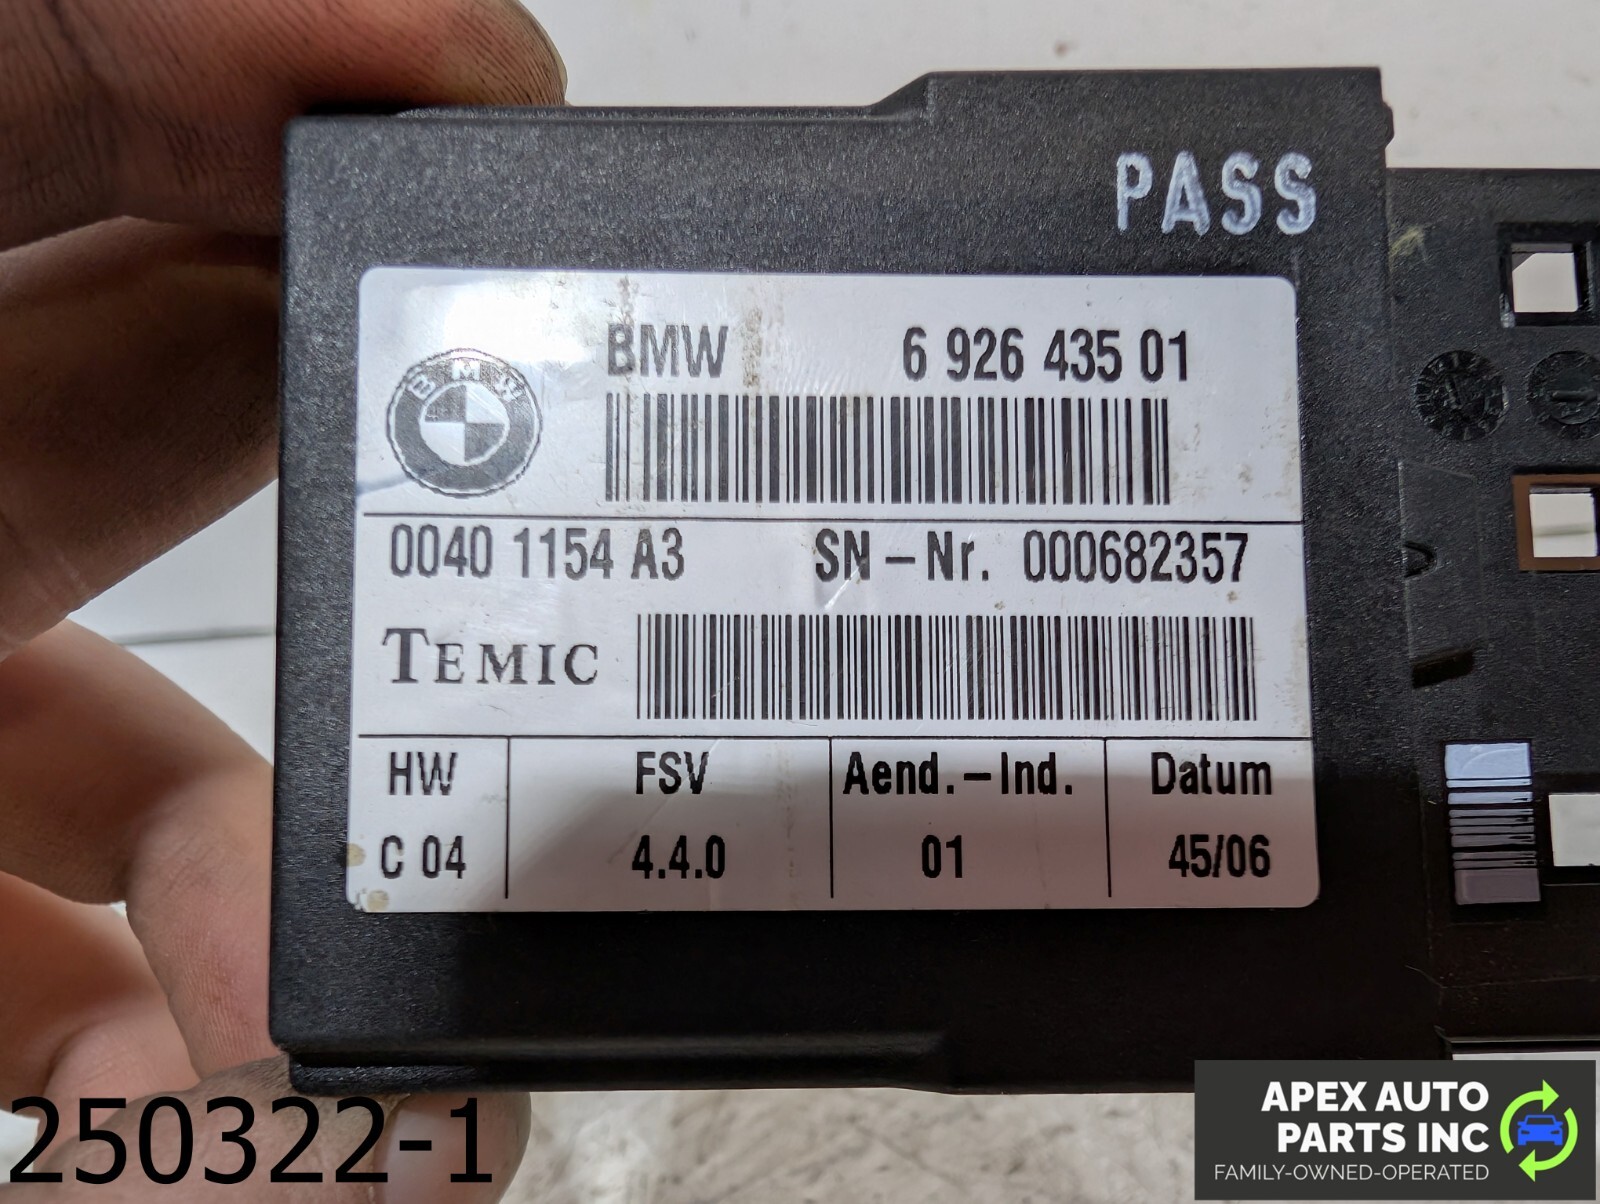 PASS
BMW 6 926 435 01
BMW
0040 1154 A3 SN-Nr. 000682357
TEMIC
HW FSV Aend.-Ind. Datum
C 04 4.4.0 01 45/06
250322-1
APEX AUTO
PARTS INC
FAMILY-OWNED-OPERATED